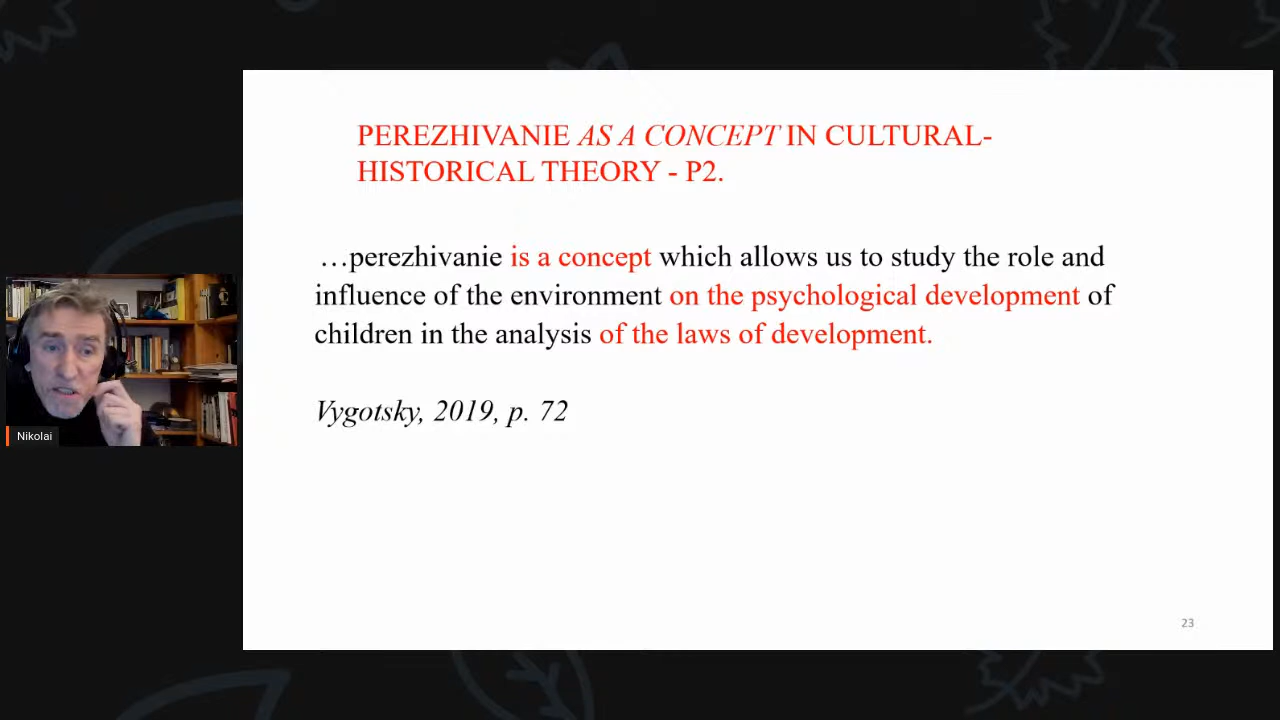 PEREZHIVANIE AS A CONCEPT IN CULTURAL-
HISTORICAL THEORY - P2.
…perezhivanie is a concept which allows us to study the role and
influence of the environment on the psychological development of
children in the analysis of the laws of development.
Vygotsky, 2019, p. 72
Nikolai
23